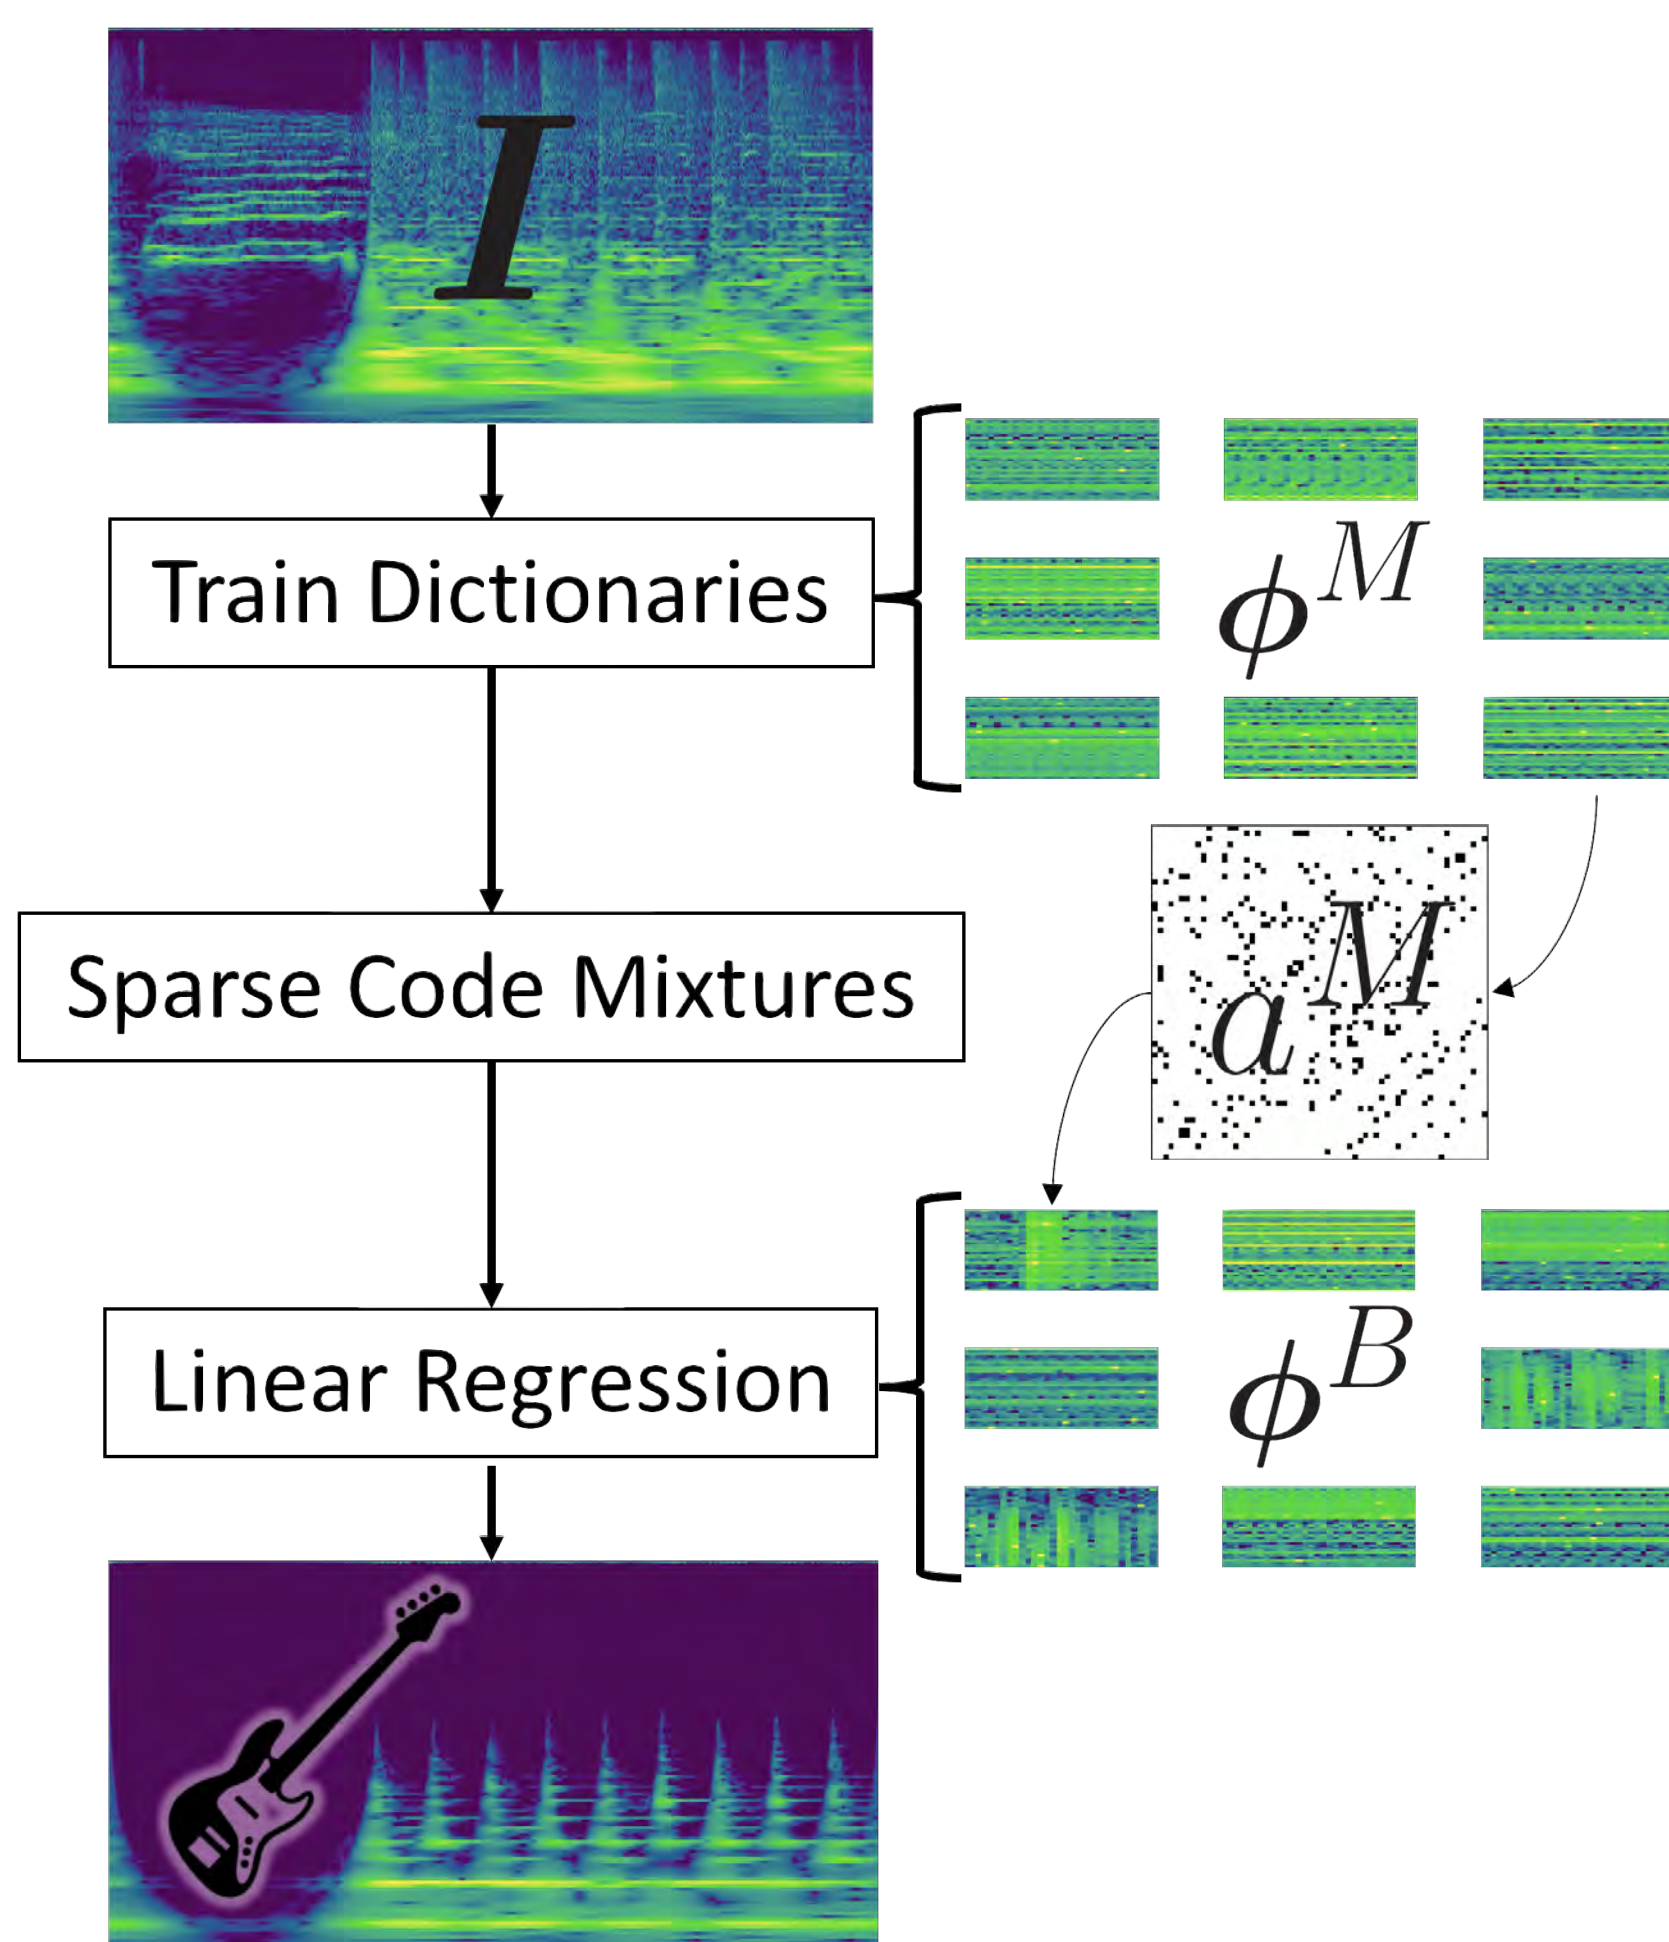 I
Train Dictionaries
ϕ^M
Sparse Code Mixtures
a^M
Linear Regression
ϕ^B